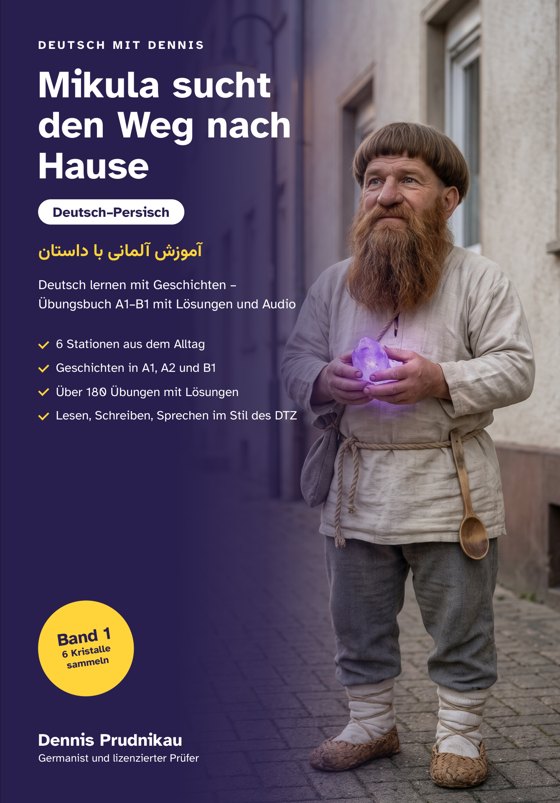 DEUTSCH MIT DENNIS
Mikula sucht
den Weg nach
Hause
Deutsch–Persisch
آموزش آلمانی با داستان
Deutsch lernen mit Geschichten –
Übungsbuch A1–B1 mit Lösungen und Audio
6 Stationen aus dem Alltag
Geschichten in A1, A2 und B1
Über 180 Übungen mit Lösungen
Lesen, Schreiben, Sprechen im Stil des DTZ
Band 1
6 Kristalle
sammeln
Dennis Prudnikau
Germanist und lizenzierter Prüfer